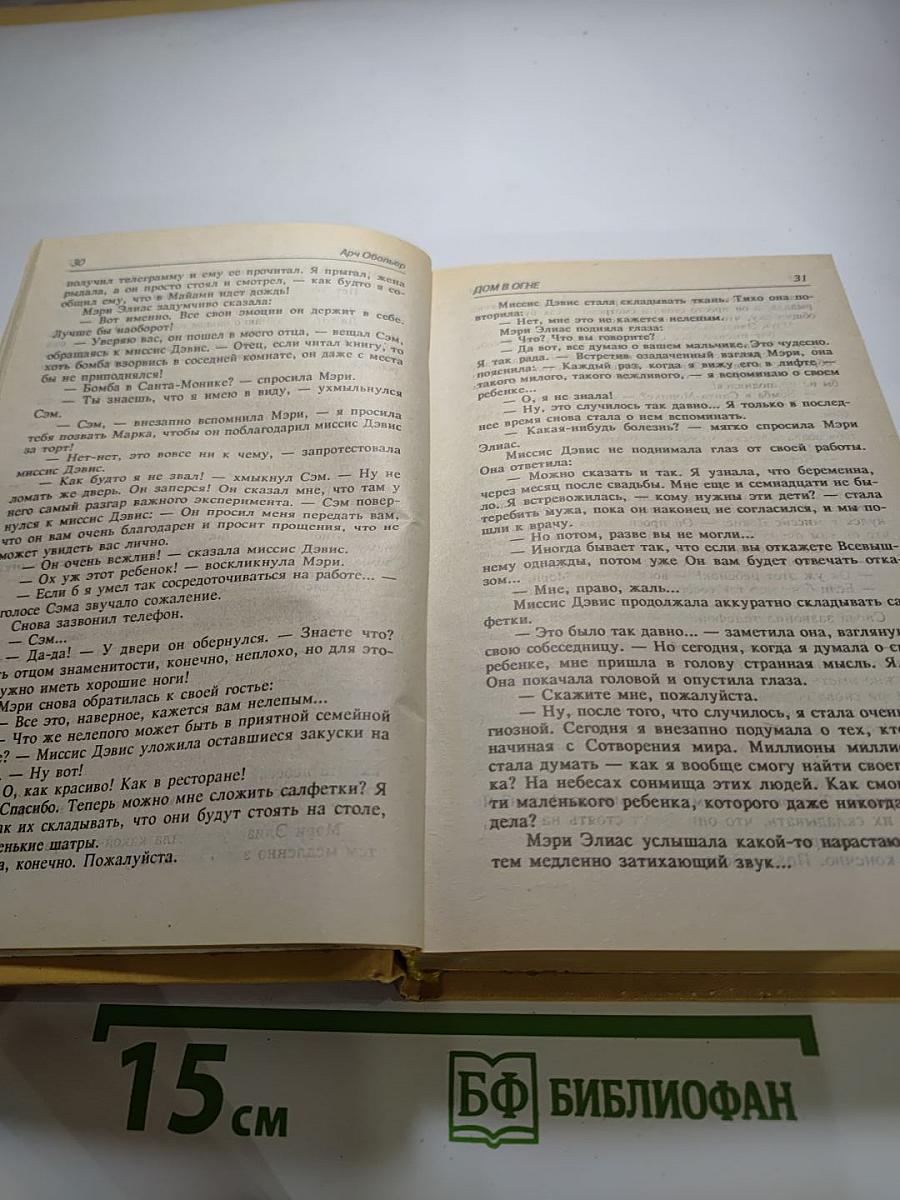 30 Арч Обольер
получил телеграмму и ему ее прочитал. Я прыгал, жена
рыдала, а он просто стоял и смотрел, — как будто я со-
общил ему, что в Майами идет дождь!
Мэри Элиас задумчиво сказала:
— Вот именно. Все свои эмоции он держит в себе.
Лучше бы наоборот!
— Уверяю вас, он пошел в моего отца, — вещал Сэм,
обращаясь к миссис Дэвис. — Отец, если читал книгу, то
хоть бомба взорвись в соседней комнате, он даже с места
бы не приподнялся!
— Бомба в Санта-Монике? — спросила Мэри.
— Ты знаешь, что я имею в виду, — ухмыльнулся
Сэм.
— Сэм, — внезапно вспомнила Мэри, — я просила
тебя позвать Марка, чтобы он поблагодарил миссис Дэвис
за торт!
— Нет-нет, это вовсе ни к чему, — запротестовала
миссис Дэвис.
— Как будто я не звал! — хмыкнул Сэм. — Ну не
ломать же дверь. Он заперся! Он сказал мне, что там у
него самый разгар важного эксперимента. — Сэм повер-
нулся к миссис Дэвис: — Он просил меня передать вам,
что он вам очень благодарен и просит прощения, что не
может увидеть вас лично.
— Он очень вежлив! — сказала миссис Дэвис.
— Ох уж этот ребенок! — воскликнула Мэри.
— Если б я умел так сосредоточиваться на работе... —
голосе Сэма звучало сожаление.
Снова зазвонил телефон.
— Сэм...
— Да-да! — У двери он обернулся. — Знаете что?
ть отцом знаменитости, конечно, неплохо, но для это-
ужно иметь хорошие ноги!
Мэри снова обратилась к своей гостье:
— Все это, наверное, кажется вам нелепым...
— Что же нелепого может быть в приятной семейной
е? — Миссис Дэвис уложила оставшиеся закуски на
. — Ну вот!
О, как красиво! Как в ресторане!
Спасибо. Теперь можно мне сложить салфетки? Я
ак их складывать, что они будут стоять на столе,
енькие шатры.
а, конечно. Пожалуйста.
ДОМ В ОГНЕ 31
Миссис Дэвис стала складывать ткань. Тихо она по-
вторила:
— Нет, мне это не кажется нелепым.
Мэри Элиас подняла глаза:
— Что? Что вы говорите?
— Да вот, все думаю о вашем мальчике. Это чудесно.
Я так рада. — Встретив озадаченный взгляд Мэри, она
пояснила: — Каждый раз, когда я вижу его в лифте, —
такого милого, такого вежливого, — я вспоминаю о своем
ребенке...
— О, я не знала!
— Ну, это случилось так давно... Я только в послед-
нее время снова стала о нем вспоминать.
— Какая-нибудь болезнь? — мягко спросила Мэри
Элиас.
Миссис Дэвис не поднимала глаз от своей работы.
Она ответила:
— Можно сказать и так. Я узнала, что беременна,
через месяц после свадьбы. Мне еще и семнадцати не бы-
ло. Я встревожилась, — кому нужны эти дети? — стала
теребить мужа, пока он наконец не согласился, и мы по-
шли к врачу.
— Но потом, разве вы не могли...
— Иногда бывает так, что если вы откажете Всевыш-
нему однажды, потом уже Он вам будет отвечать отка-
зом...
— Мне, право, жаль...
Миссис Дэвис продолжала аккуратно складывать са
фетки.
— Это было так давно... — заметила она, взглянув
свою собеседницу. — Но сегодня, когда я думала о св
ребенке, мне пришла в голову странная мысль. Я.
Она покачала головой и опустила глаза.
— Скажите мне, пожалуйста.
— Ну, после того, что случилось, я стала очень
гиозной. Сегодня я внезапно подумала о тех, кто
начиная с Сотворения мира. Миллионы миллио
стала думать — как я вообще смогу найти своег
ка? На небесах сонмища этих людей. Как смог
ти маленького ребенка, которого даже никогда
дела?
Мэри Элиас услышала какой-то нарастаю
тем медленно затихающий звук...
15 см
БФ БИБЛИОФАН